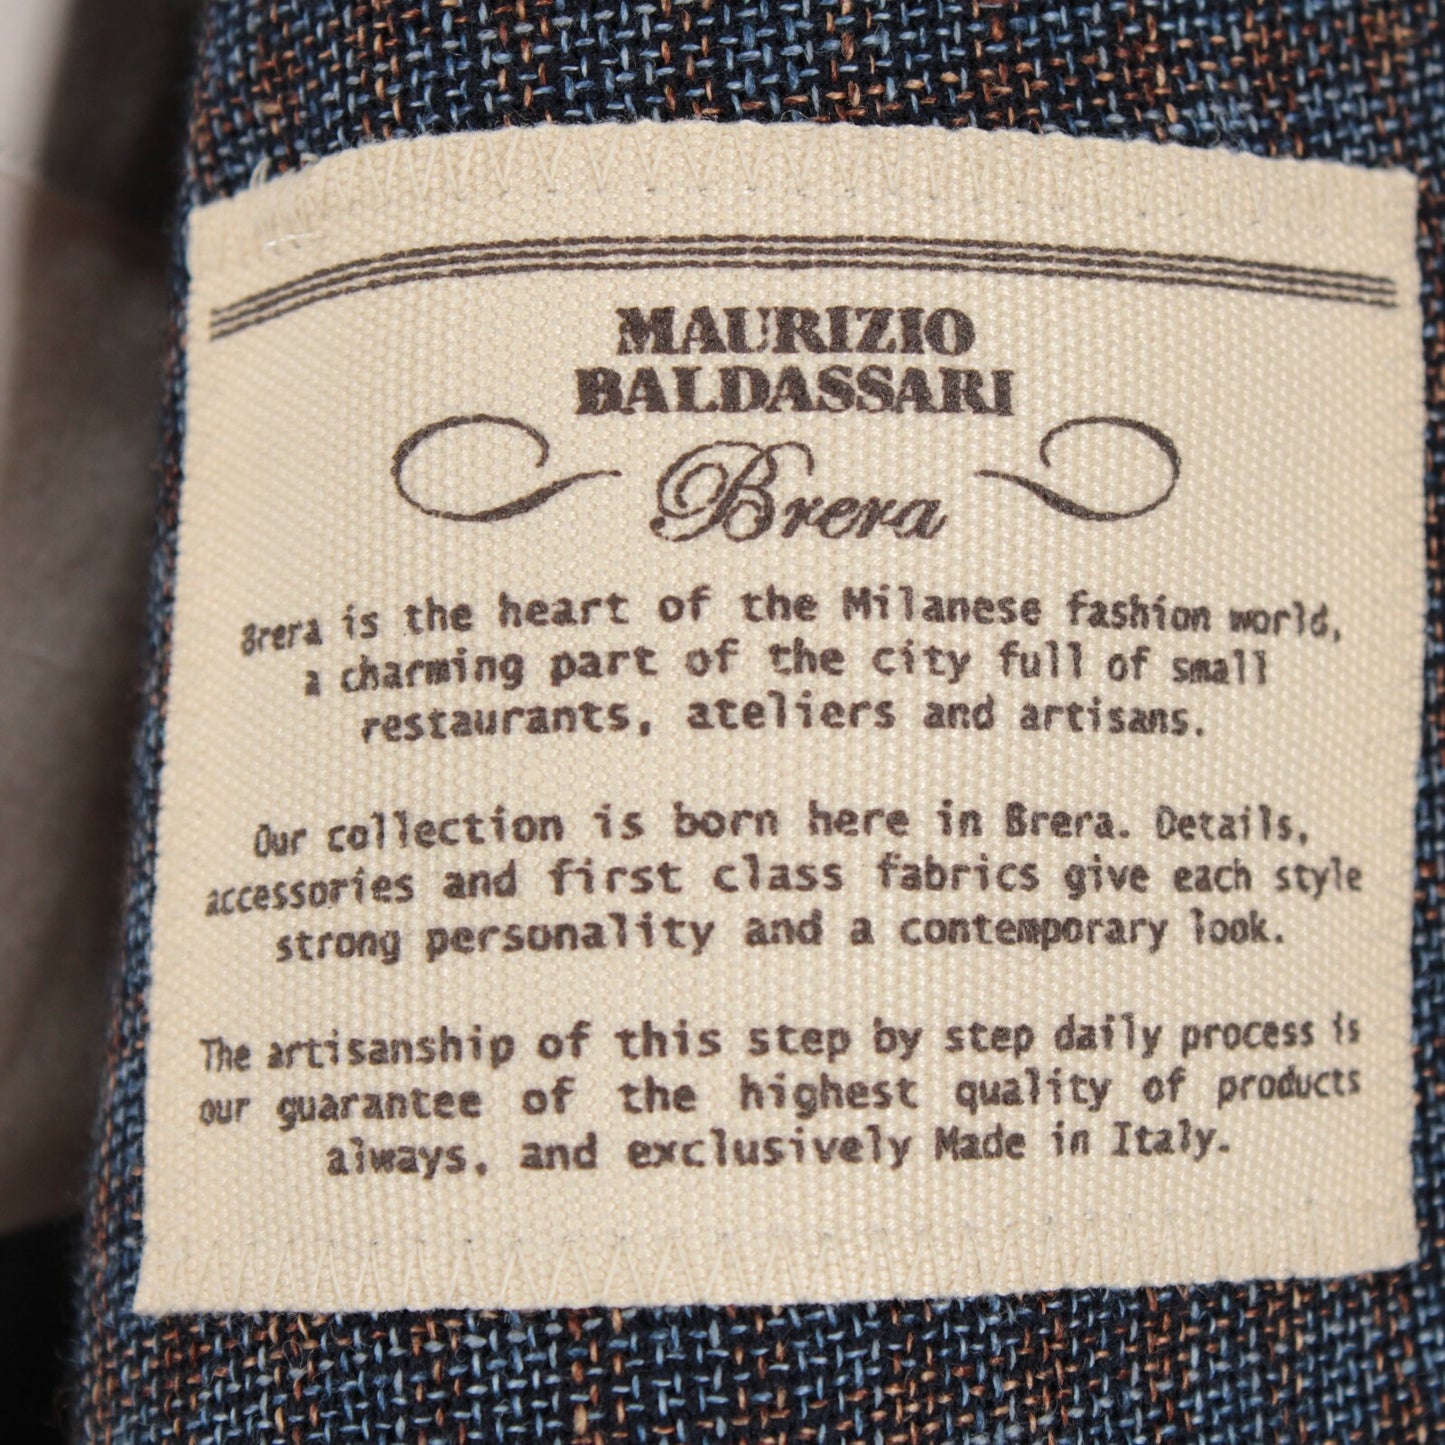 MAURIZIO
BALDASSARI
Brera
Brera is the heart of the Milanese fashion world,
a charming part of the city full of small
restaurants, ateliers and artisans.
Our collection is born here in Brera. Details,
accessories and first class fabrics give each style
strong personality and a contemporary look.
The artisanship of this step by step daily process is
our guarantee of the highest quality of products
always, and exclusively Made in Italy.